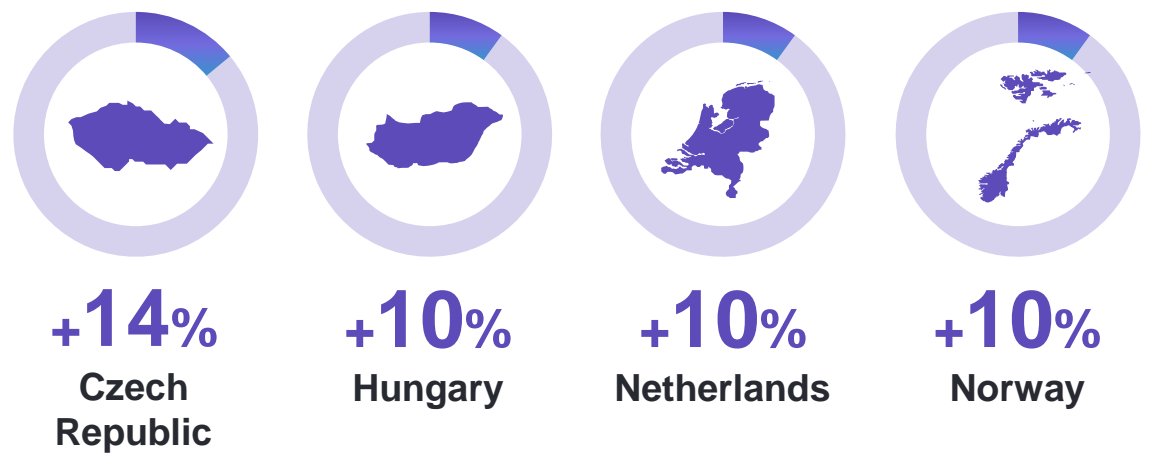 +14%
Czech
Republic
+10%
Hungary
+10%
Netherlands
+10%
Norway